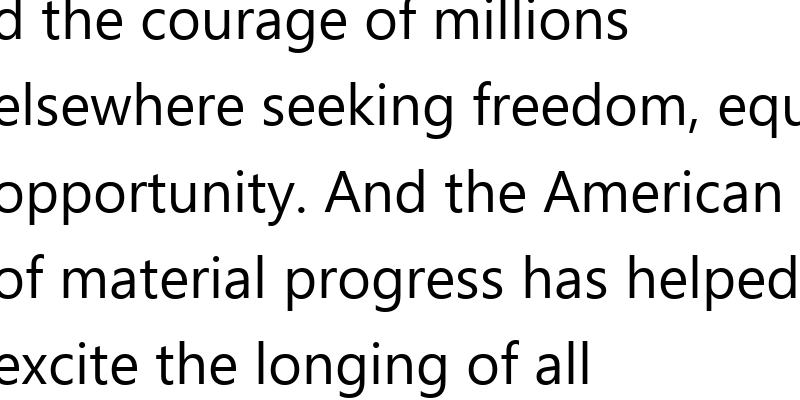 the courage of millions
elsewhere seeking freedom,
opportunity. And the American
of material progress has helped
excite the longing of all